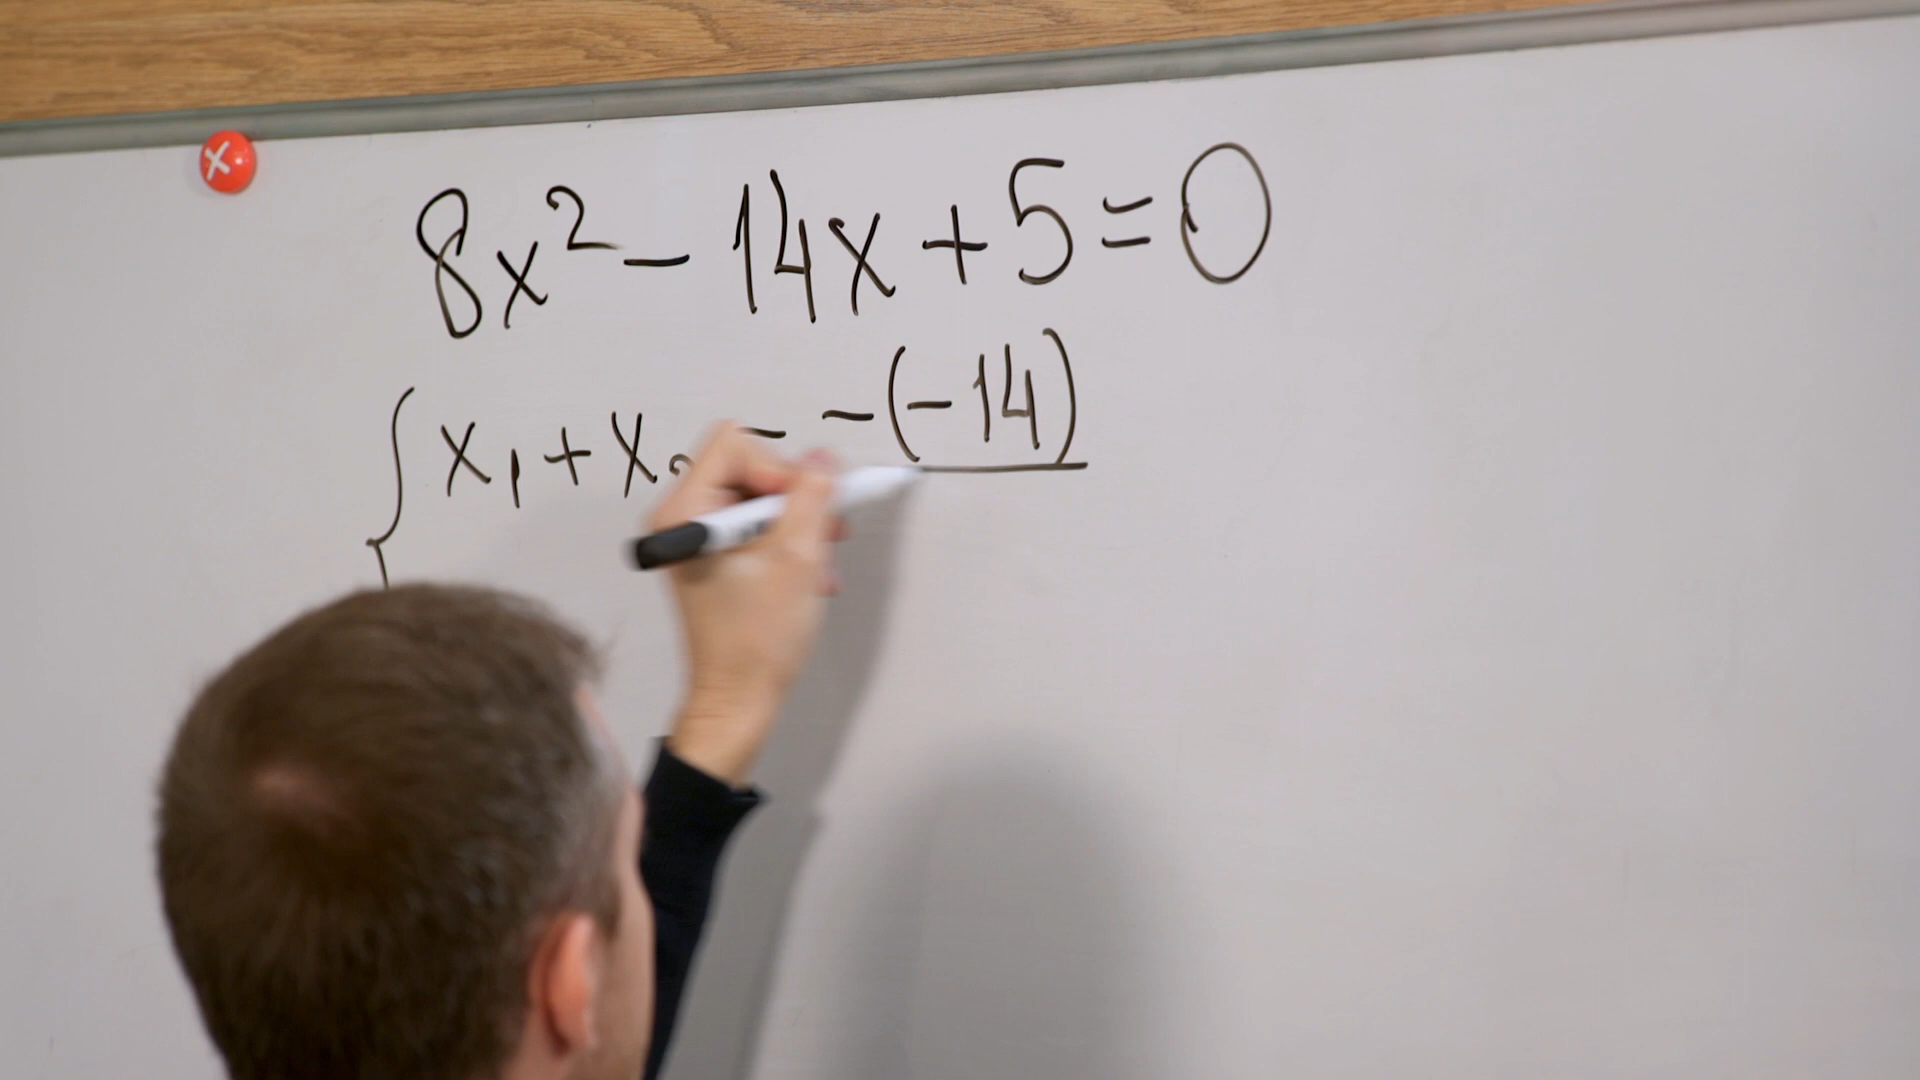 8x² - 14x + 5 = 0
{ x₁ + x₂ = -(-14)